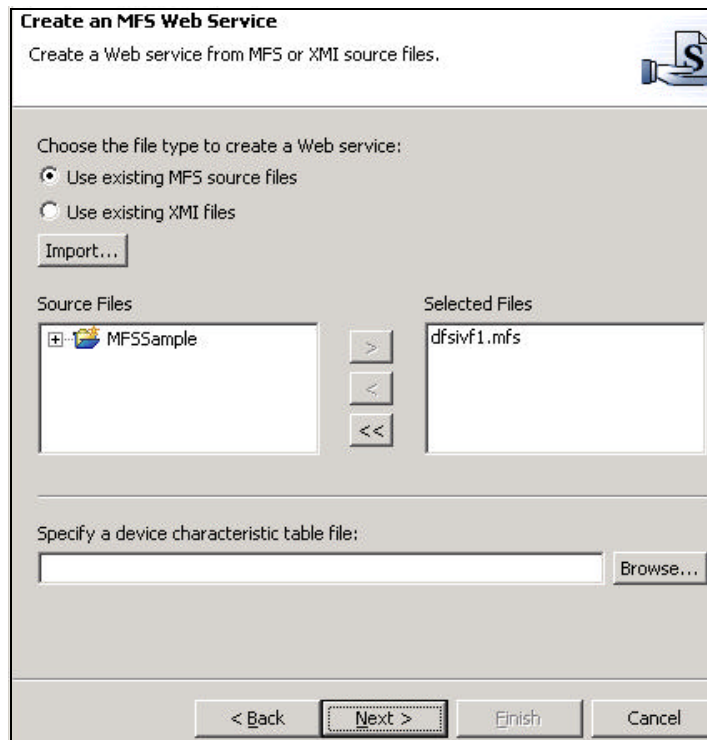 Create an MFS Web Service
Create a Web service from MFS or XMI source files.
S
Choose the file type to create a Web service:
Use existing MFS source files
Use existing XMI files
Import...
Source Files
Selected Files
MFSSample
dfsivf1.mfs
>
<
<<
Specify a device characteristic table file:
Browse...
< Back
Next >
Finish
Cancel